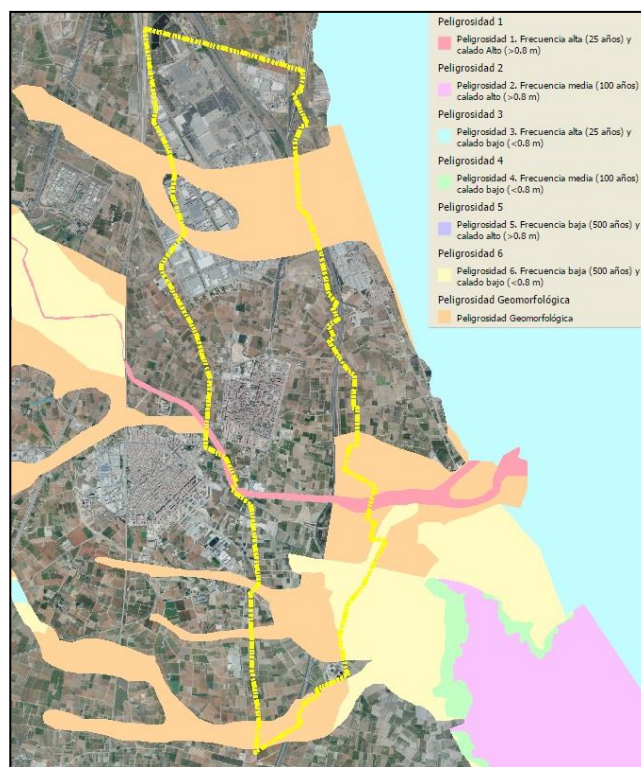 Peligrosidad 1
Peligrosidad 1. Frecuencia alta (25 años) y
calado Alto (>0.8 m)
Peligrosidad 2
Peligrosidad 2. Frecuencia media (100 años) y
calado alto (>0.8 m)
Peligrosidad 3
Peligrosidad 3. Frecuencia alta (25 años) y
calado bajo (<0.8 m)
Peligrosidad 4
Peligrosidad 4. Frecuencia media (100 años) y
calado bajo (<0.8 m)
Peligrosidad 5
Peligrosidad 5. Frecuencia baja (500 años) y
calado alto (>0.8 m)
Peligrosidad 6
Peligrosidad 6. Frecuencia baja (500 años) y
calado bajo (<0.8 m)
Peligrosidad Geomorfológica
Peligrosidad Geomorfológica